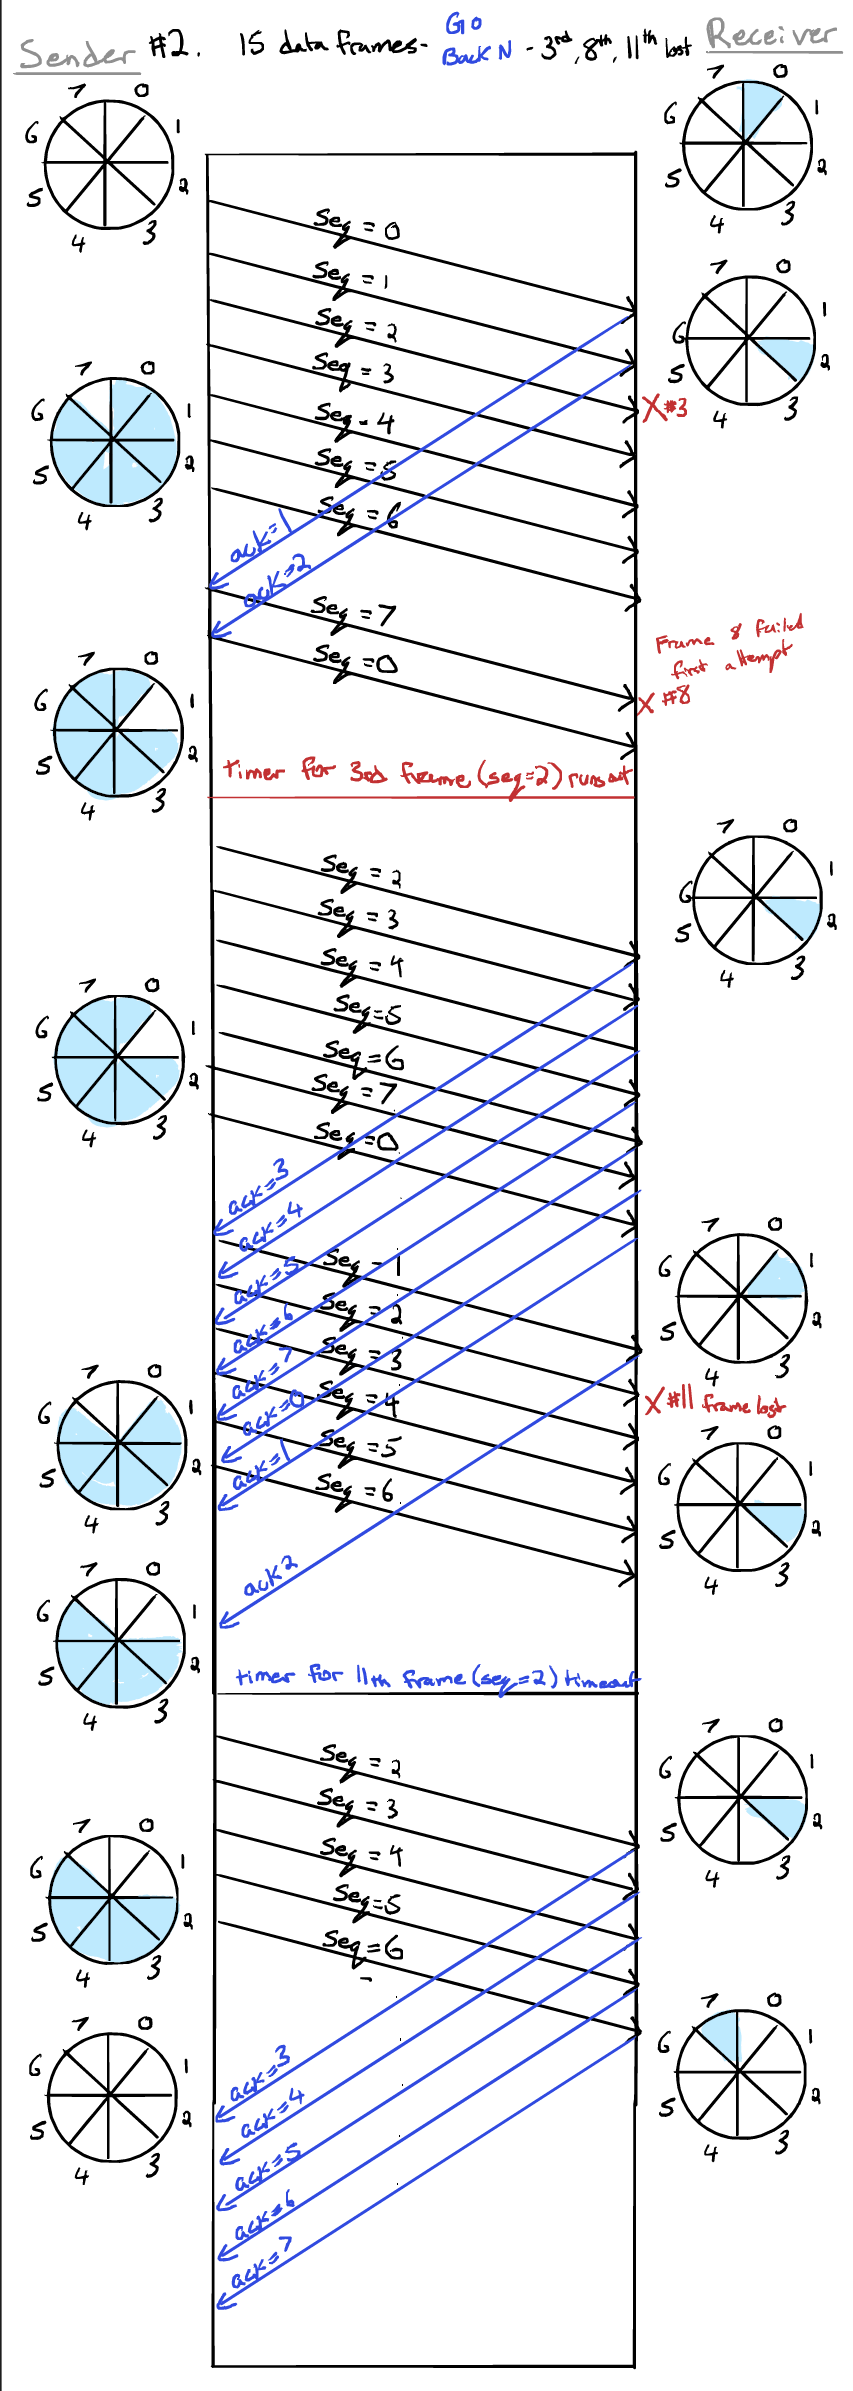 Sender #2. 15 data frames- Go Back N - 3rd, 8th, 11th lost Receiver
7 0 1 2 3 4 5 6
7 0 1 2 3 4 5 6
Seq = 0
Seq = 1
7 0 1 2 3 4 5 6
Seq = 2
Seq = 3
7 0 1 2 3 4 5 6
X #3
Seq - 4
Seq = 5
Seq = 6
ack=1
ack=2
Seq = 7
Frame 8 failed
first attempt
Seq =0
7 0 1 2 3 4 5 6
X #8
timer for 3rd frame (seq=2) runs out
Seq = 2
7 0 1 2 3 4 5 6
Seq = 3
Seq = 4
7 0 1 2 3 4 5 6
Seq=5
Seq=6
Seq=7
Seq=0
ack=3
ack=4
7 0 1 2 3 4 5 6
Seq - 1
ack=5
Seq = 2
ack=6
Seq = 3
ack=7
7 0 1 2 3 4 5 6
Seq = 4
ack=0
X #11 frame lost
Seq = 5
ack=1
7 0 1 2 3 4 5 6
Seq = 6
ack 2
7 0 1 2 3 4 5 6
timer for 11th frame (seq=2) timeout
7 0 1 2 3 4 5 6
Seq = 2
Seq = 3
7 0 1 2 3 4 5 6
Seq = 4
Seq=5
Seq=6
7 0 1 2 3 4 5 6
7 0 1 2 3 4 5 6
ack=3
ack=4
ack=5
ack=6
ack=7